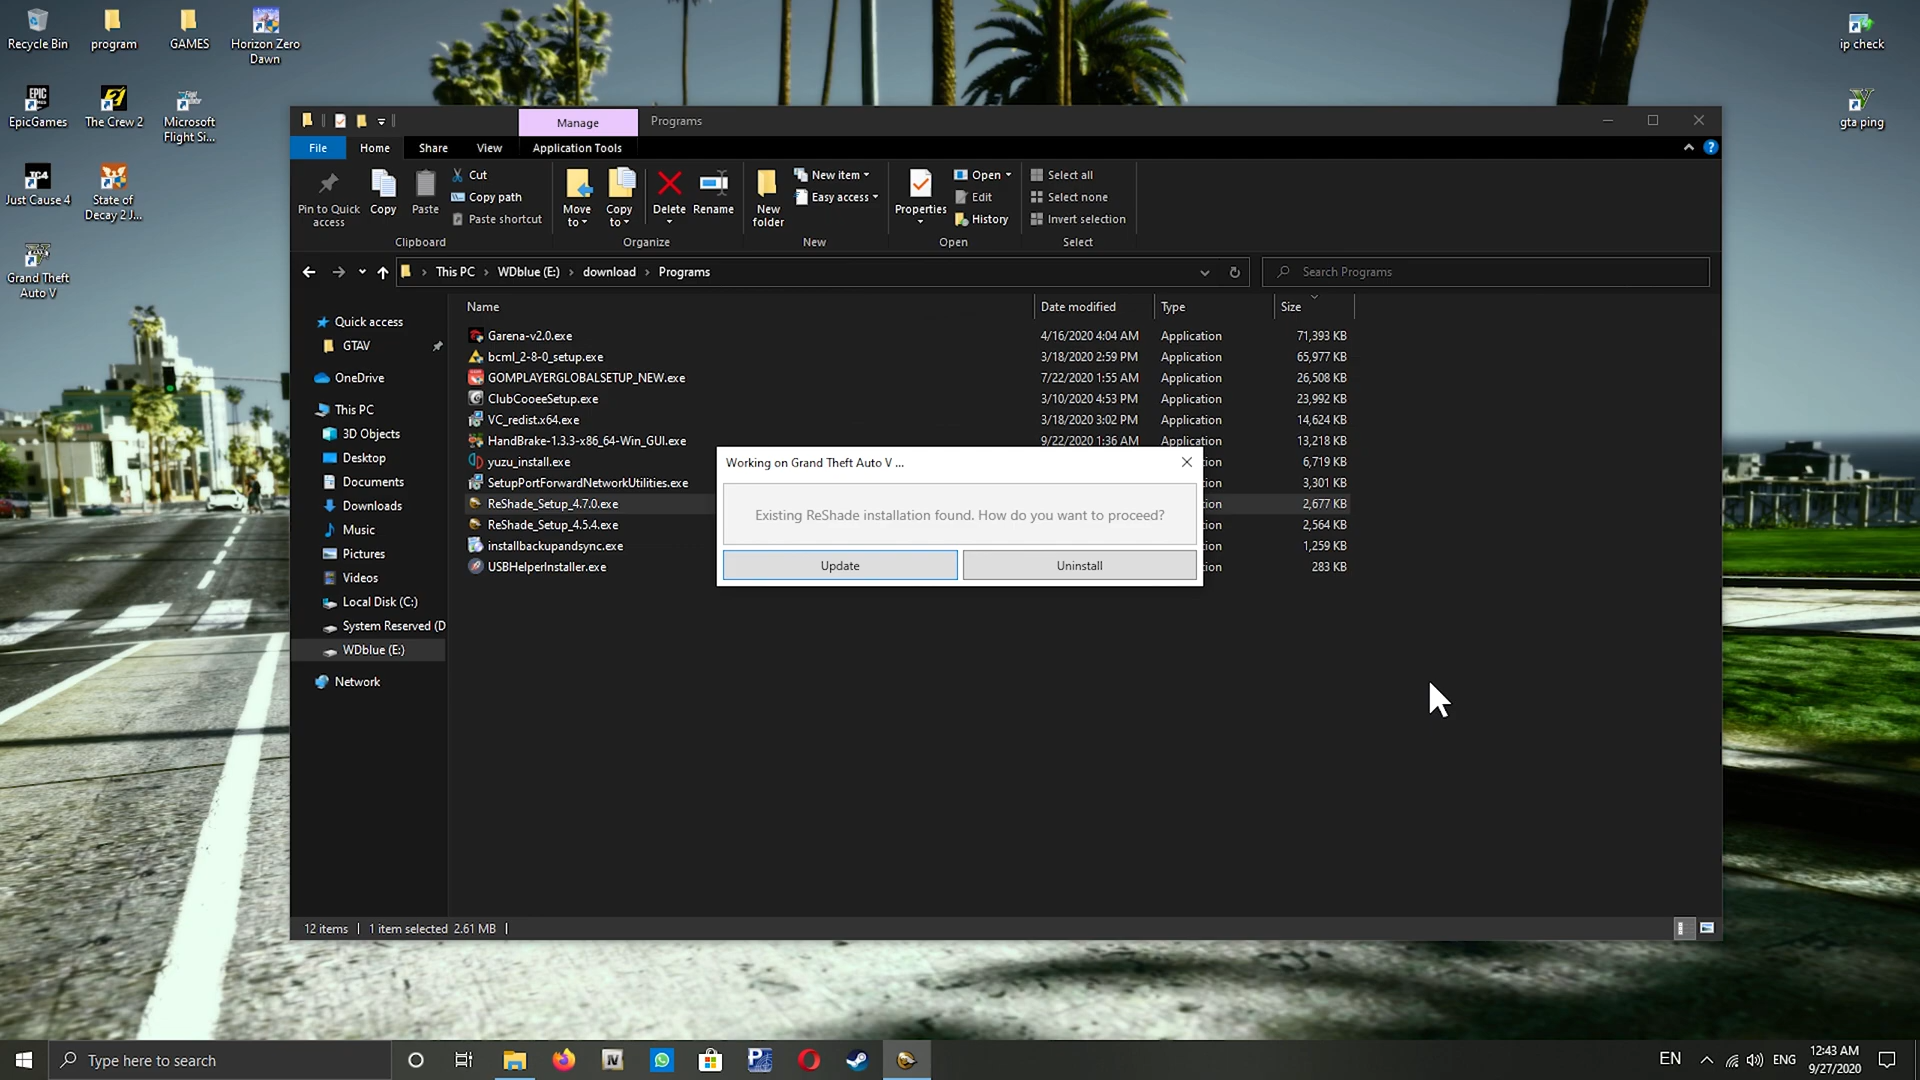 Recycle Bin
program
GAMES
Horizon Zero
Dawn
ip check
EPIC
GAMES
EpicGames
The Crew 2
Microsoft
Flight Si...
gta ping
JC4
Just Cause 4
State of
Decay 2 J...
Grand Theft
Auto V
Manage
Programs
File
Home
Share
View
Application Tools
Pin to Quick
access
Copy
Paste
Cut
Copy path
Paste shortcut
Move
to
Copy
to
Delete
Rename
New
folder
New item
Easy access
Properties
Open
Edit
History
Select all
Select none
Invert selection
Clipboard
Organize
New
Open
Select
This PC
WDblue (E:)
download
Programs
Search Programs
Name
Date modified
Type
Size
Quick access
GTAV
OneDrive
This PC
3D Objects
Desktop
Documents
Downloads
Music
Pictures
Videos
Local Disk (C:)
System Reserved (D
WDblue (E:)
Network
Garena-v2.0.exe 4/16/2020 4:04 AM Application 71,393 KB
bcml_2-8-0_setup.exe 3/18/2020 2:59 PM Application 65,977 KB
GOMPLAYERGLOBALSETUP_NEW.exe 7/22/2020 1:55 AM Application 26,508 KB
ClubCooeeSetup.exe 3/10/2020 4:53 PM Application 23,992 KB
VC_redist.x64.exe 3/18/2020 3:02 PM Application 14,624 KB
HandBrake-1.3.3-x86_64-Win_GUI.exe 9/22/2020 1:36 AM Application 13,218 KB
yuzu_install.exe tion 6,719 KB
SetupPortForwardNetworkUtilities.exe tion 3,301 KB
ReShade_Setup_4.7.0.exe tion 2,677 KB
ReShade_Setup_4.5.4.exe tion 2,564 KB
installbackupandsync.exe tion 1,259 KB
USBHelperInstaller.exe tion 283 KB
Working on Grand Theft Auto V ...
Existing ReShade installation found. How do you want to proceed?
Update
Uninstall
12 items
1 item selected 2.61 MB
Type here to search
EN
ENG
12:43 AM
9/27/2020